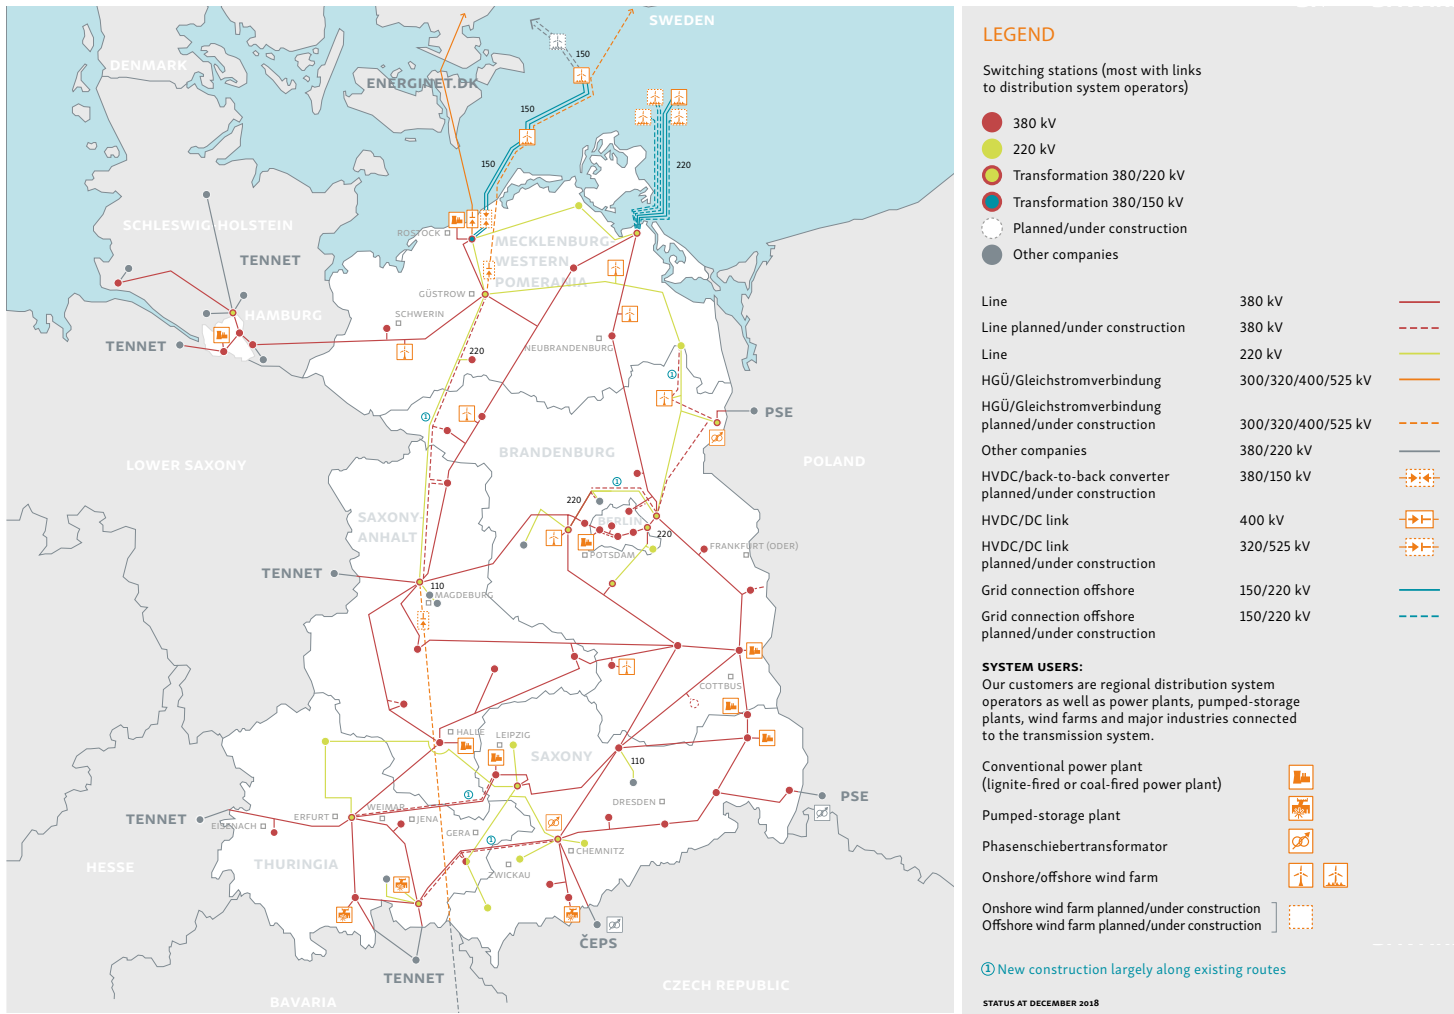 SWEDEN
DENMARK
ENERGINET.DK
150
150
150
220
SCHLESWIG-HOLSTEIN
TENNET
ROSTOCK
MECKLENBURG-
WESTERN
POMERANIA
GÜSTROW
HAMBURG
SCHWERIN
TENNET
NEUBRANDENBURG
220
1
1
PSE
BRANDENBURG
LOWER SAXONY
POLAND
1
220
SAXONY-
ANHALT
BERLIN
220
POTSDAM
FRANKFURT (ODER)
TENNET
110
MAGDEBURG
COTTBUS
HALLE
LEIPZIG
SAXONY
110
1
DRESDEN
PSE
WEIMAR
ERFURT
JENA
TENNET
EISENACH
GERA
1
CHEMNITZ
THURINGIA
HESSE
ZWICKAU
ČEPS
TENNET
CZECH REPUBLIC
BAVARIA
LEGEND
Switching stations (most with links
to distribution system operators)
380 kV
220 kV
Transformation 380/220 kV
Transformation 380/150 kV
Planned/under construction
Other companies
Line 380 kV
Line planned/under construction 380 kV
Line 220 kV
HGÜ/Gleichstromverbindung 300/320/400/525 kV
HGÜ/Gleichstromverbindung
planned/under construction 300/320/400/525 kV
Other companies 380/220 kV
HVDC/back-to-back converter 380/150 kV
planned/under construction
HVDC/DC link 400 kV
HVDC/DC link 320/525 kV
planned/under construction
Grid connection offshore 150/220 kV
Grid connection offshore 150/220 kV
planned/under construction
SYSTEM USERS:
Our customers are regional distribution system
operators as well as power plants, pumped-storage
plants, wind farms and major industries connected
to the transmission system.
Conventional power plant
(lignite-fired or coal-fired power plant)
Pumped-storage plant
Phasenschiebertransformator
Onshore/offshore wind farm
Onshore wind farm planned/under construction
Offshore wind farm planned/under construction
1 New construction largely along existing routes
STATUS AT DECEMBER 2018